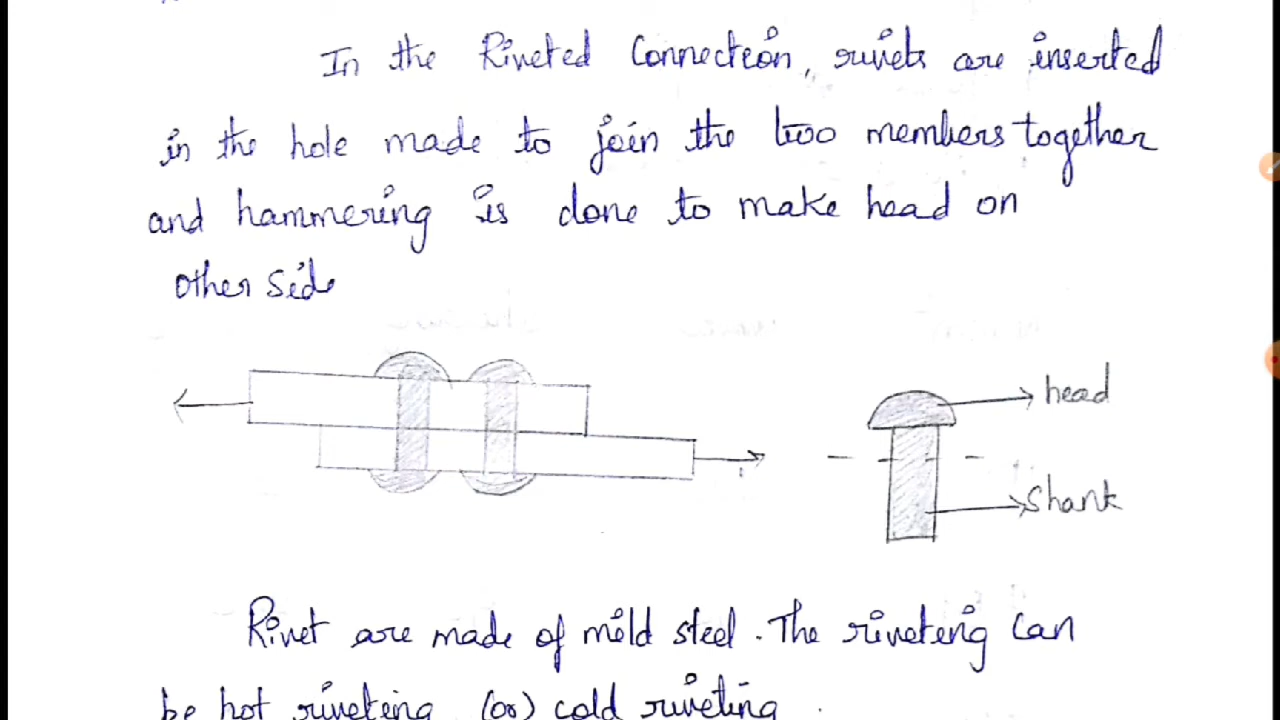 In the Riveted Connection, rivets are inserted
in the hole made to join the two members together
and hammering is done to make head on
other side
head
Shank
Rivet are made of mild steel. The riveting can
be hot riveting (or) cold riveting.